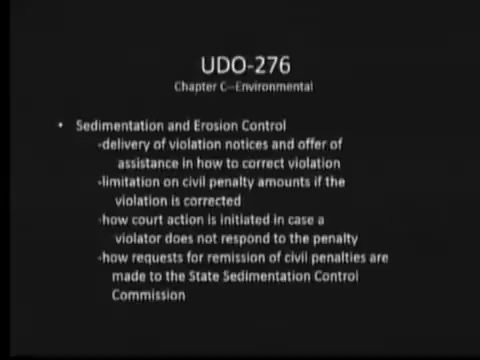 UDO-276
Chapter C--Environmental
• Sedimentation and Erosion Control
-delivery of violation notices and offer of
assistance in how to correct violation
-limitation on civil penalty amounts if the
violation is corrected
-how court action is initiated in case a
violator does not respond to the penalty
-how requests for remission of civil penalties are
made to the State Sedimentation Control
Commission